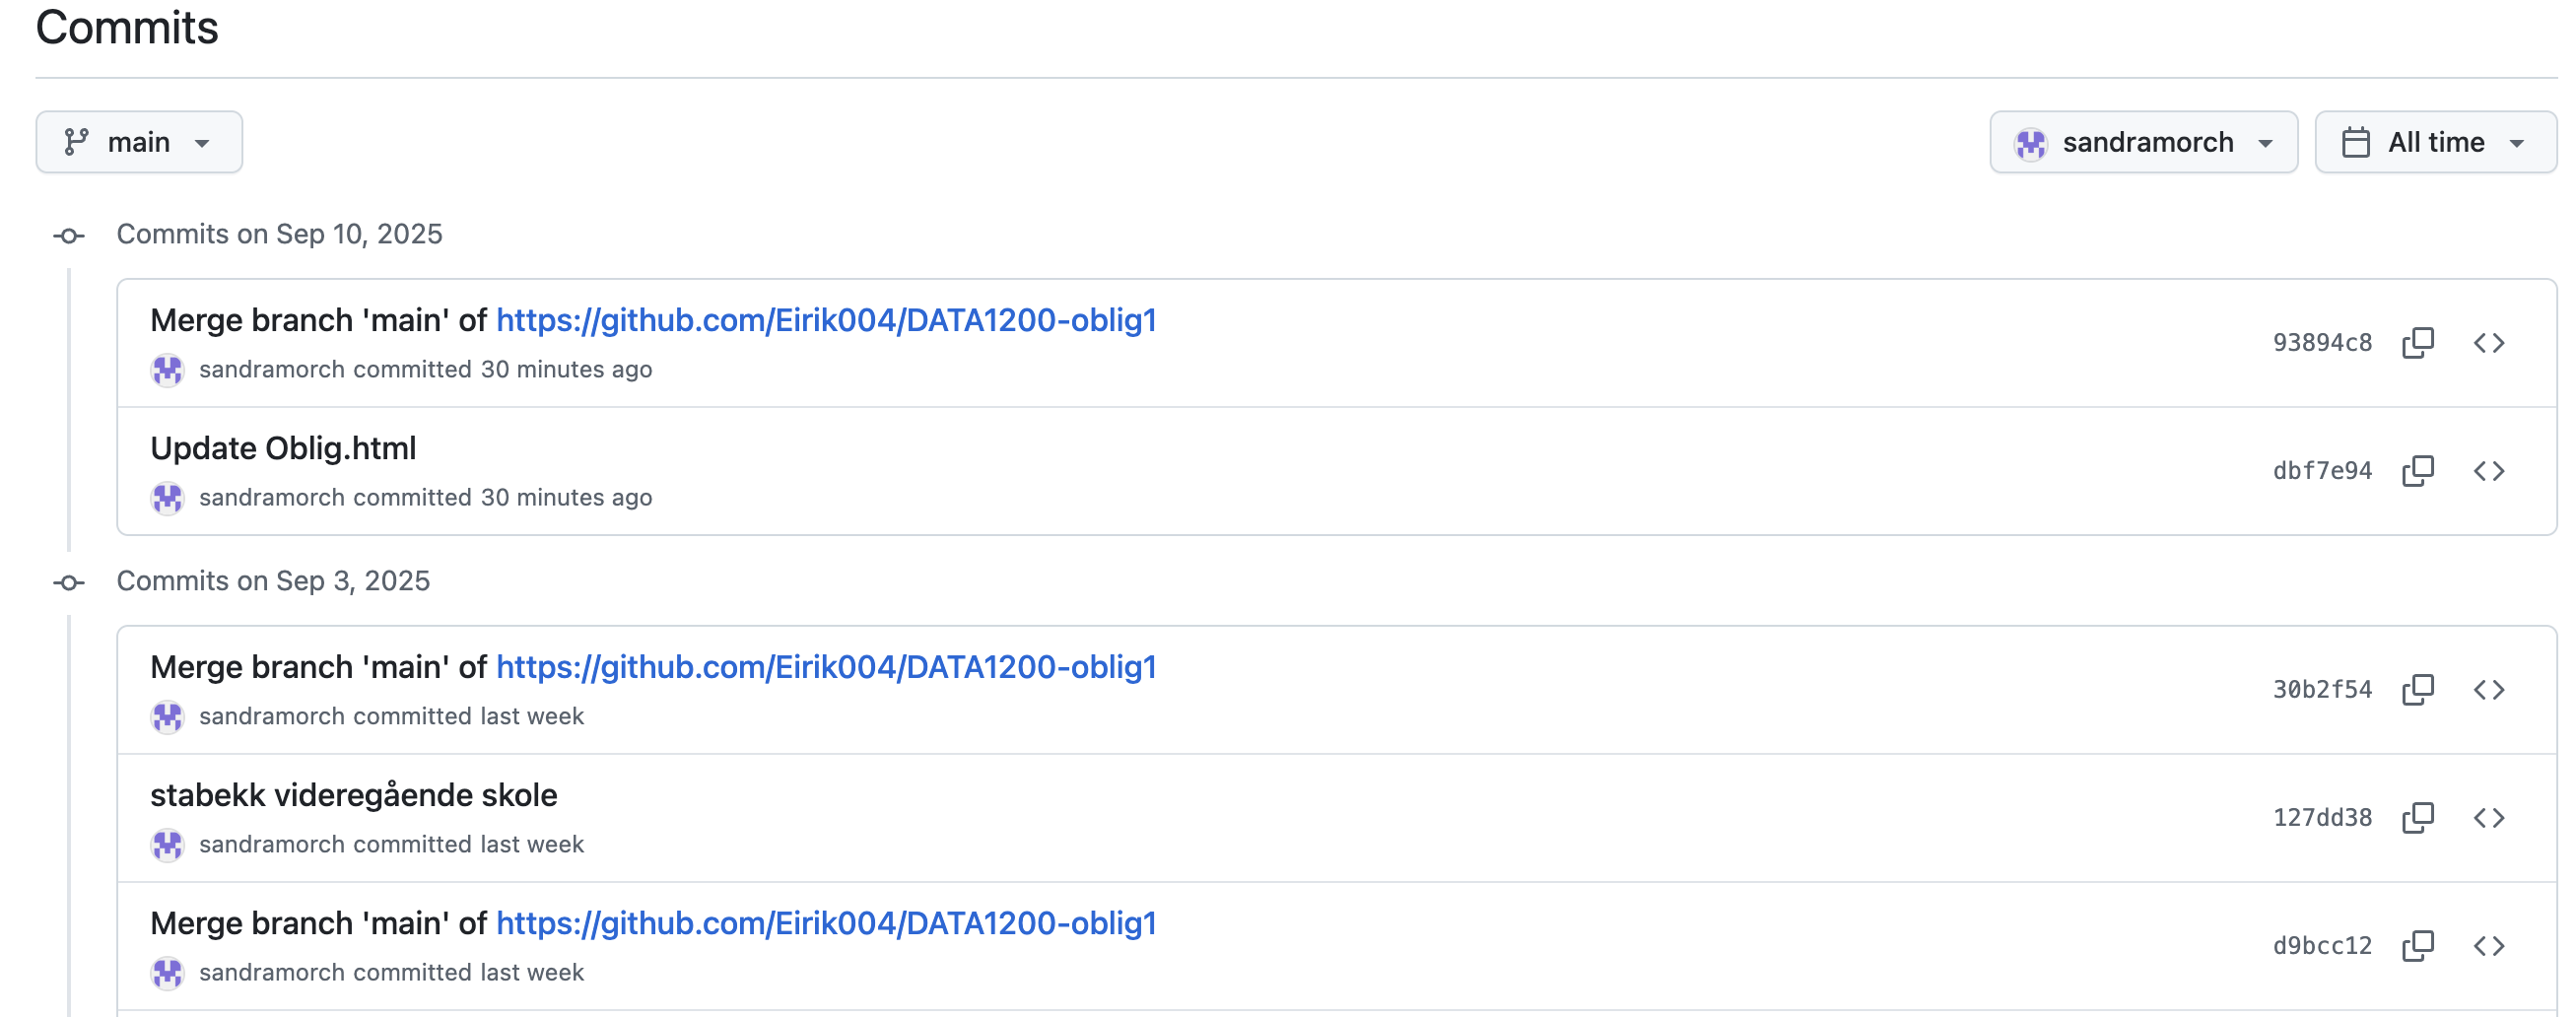 Commits
main
sandramorch
All time
Commits on Sep 10, 2025
Merge branch 'main' of https://github.com/Eirik004/DATA1200-oblig1
sandramorch committed 30 minutes ago
93894c8
Update Oblig.html
sandramorch committed 30 minutes ago
dbf7e94
Commits on Sep 3, 2025
Merge branch 'main' of https://github.com/Eirik004/DATA1200-oblig1
sandramorch committed last week
30b2f54
stabekk videregående skole
sandramorch committed last week
127dd38
Merge branch 'main' of https://github.com/Eirik004/DATA1200-oblig1
sandramorch committed last week
d9bcc12